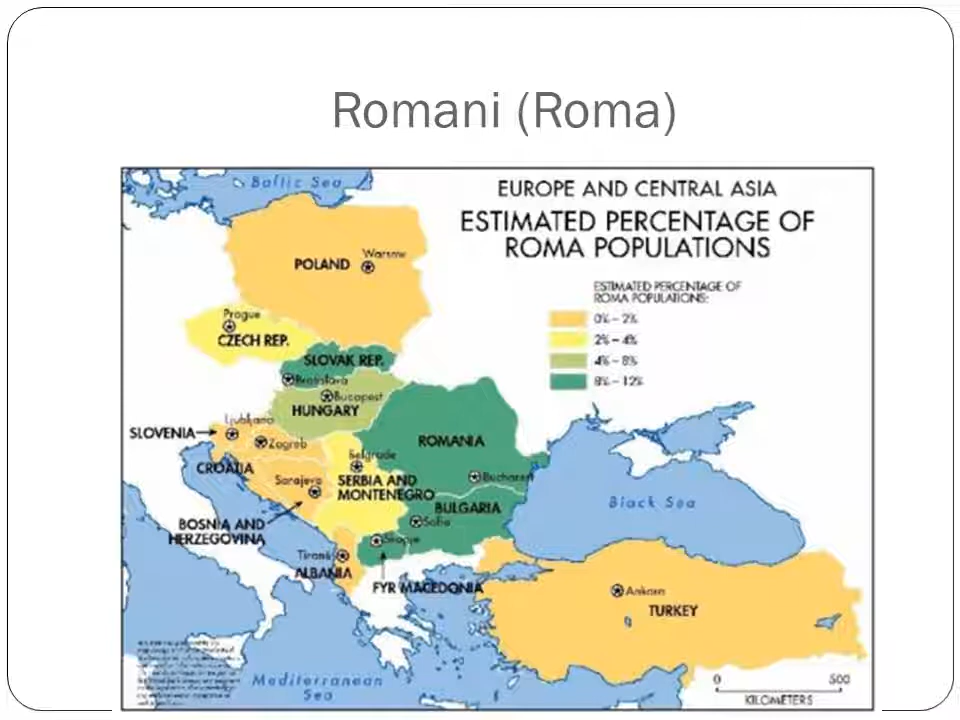 Romani (Roma)
Baltic Sea
EUROPE AND CENTRAL ASIA
ESTIMATED PERCENTAGE OF
ROMA POPULATIONS
Warsaw
POLAND
ESTIMATED PERCENTAGE OF
ROMA POPULATIONS:
0% – 2%
2% – 4%
4% – 8%
8% – 12%
Prague
CZECH REP.
SLOVAK REP.
Bratislava
Budapest
HUNGARY
Ljubljana
SLOVENIA
Zagreb
ROMANIA
Belgrade
CROATIA
Sarajevo
SERBIA AND
MONTENEGRO
Bucharest
Black Sea
BULGARIA
Sofia
BOSNIA AND
HERZEGOVINA
Skopje
Tirana
ALBANIA
FYR MACEDONIA
Ankara
TURKEY
Mediterranean
Sea
0 500
KILOMETERS